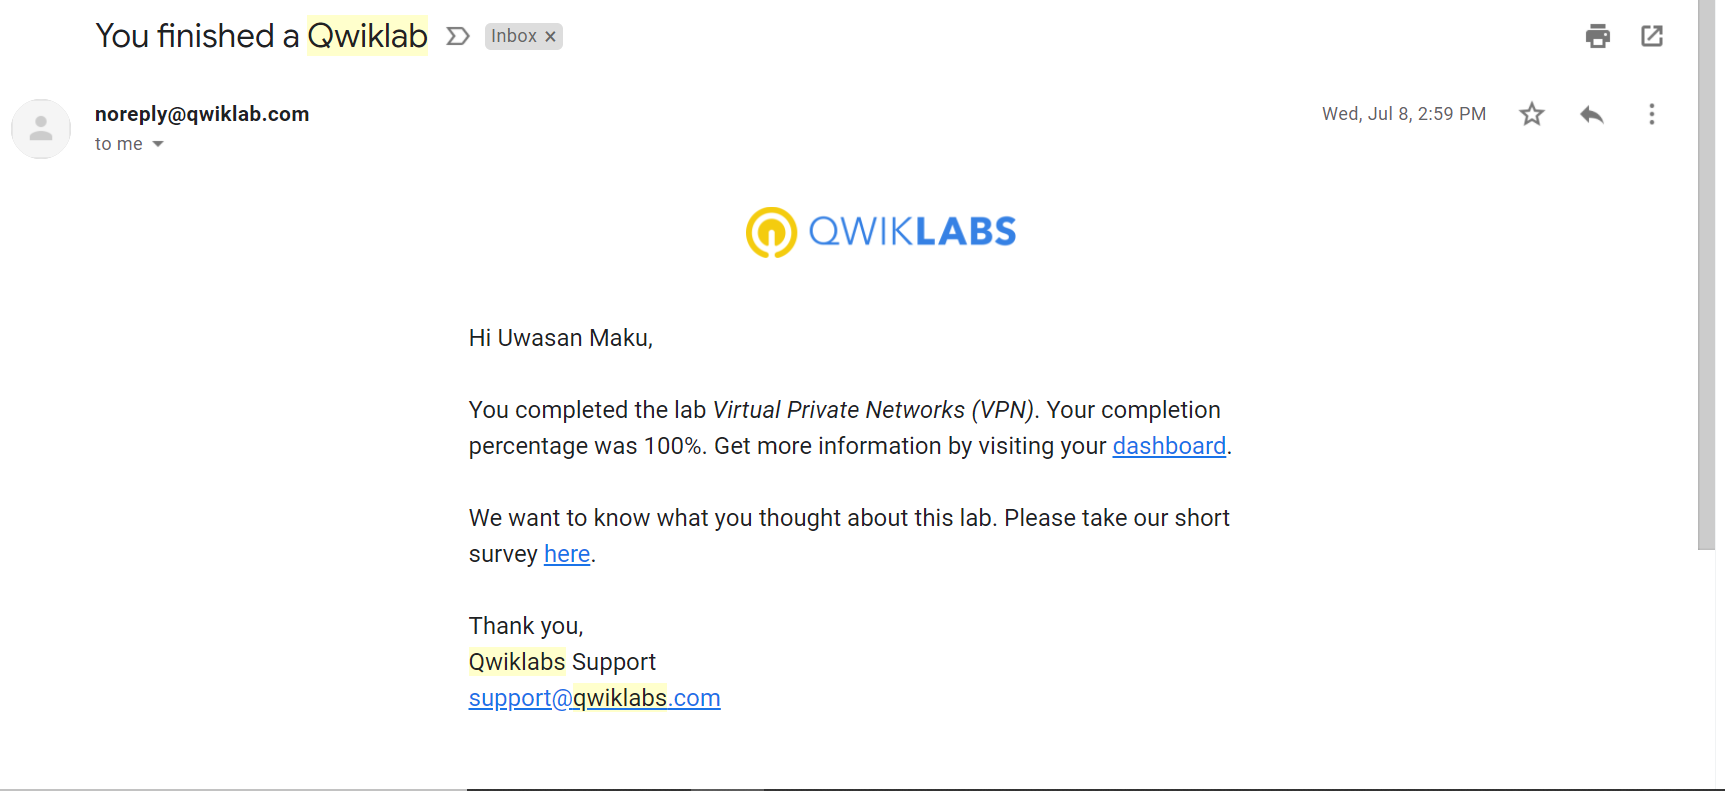 You finished a Qwiklab Inbox ×
noreply@qwiklab.com Wed, Jul 8, 2:59 PM
to me
QWIKLABS
Hi Uwasan Maku,
You completed the lab Virtual Private Networks (VPN). Your completion
percentage was 100%. Get more information by visiting your dashboard.
We want to know what you thought about this lab. Please take our short
survey here.
Thank you,
Qwiklabs Support
support@qwiklabs.com